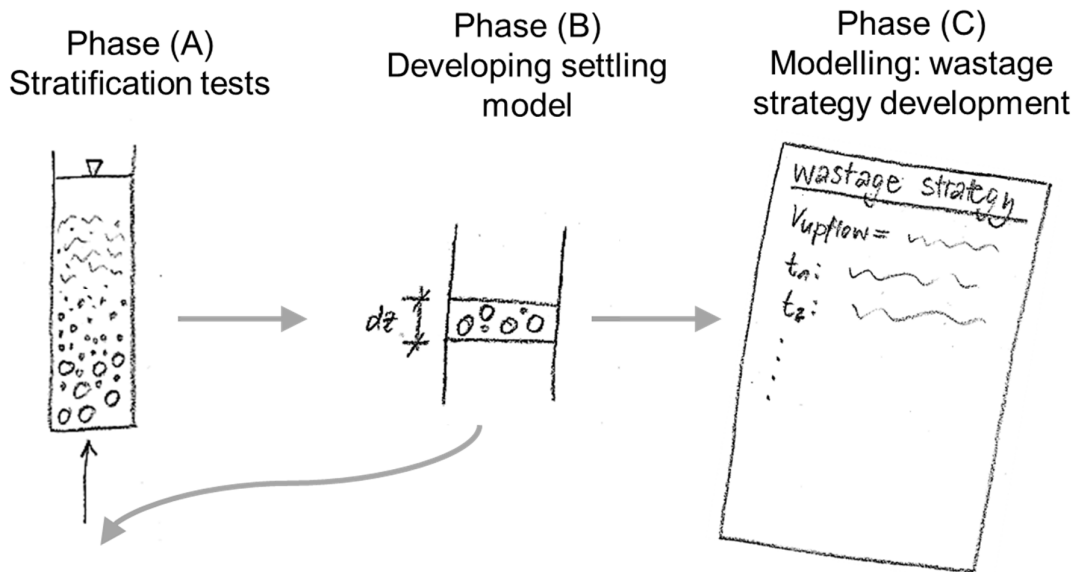 Phase (A)
Stratification tests
Phase (B)
Developing settling
model
Phase (C)
Modelling: wastage
strategy development
dz
wastage strategy
Vupflow =
t1:
t2: